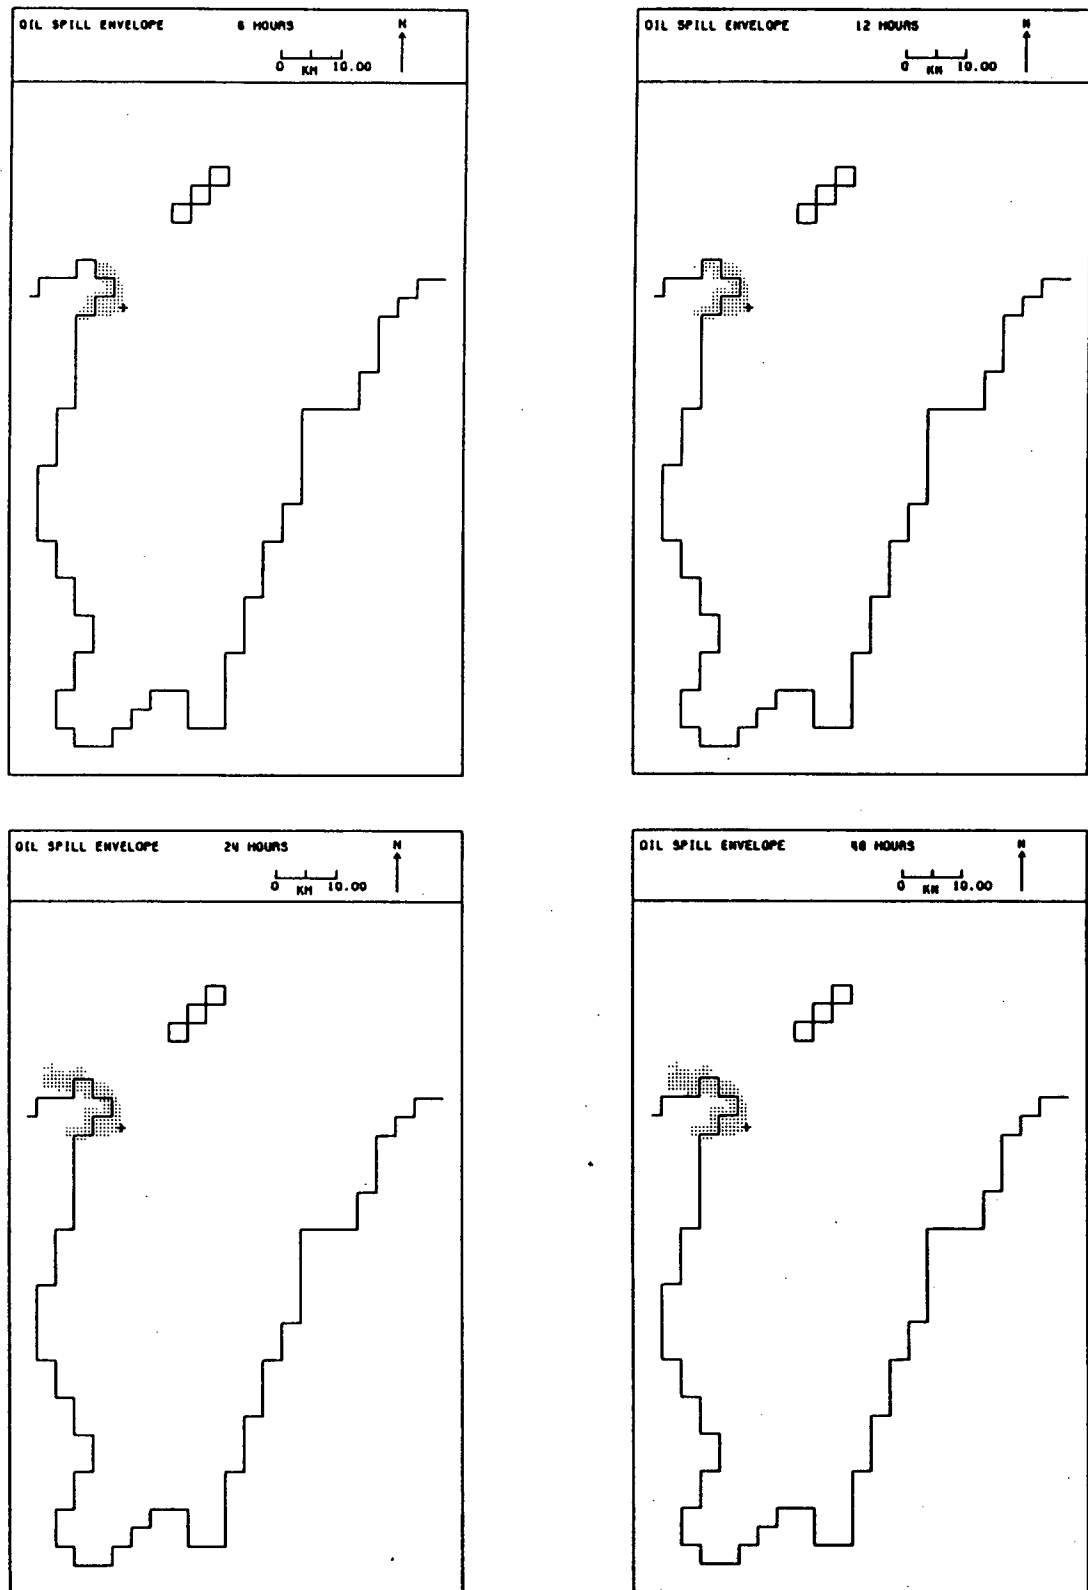 OIL SPILL ENVELOPE 6 HOURS N
0 KM 10.00
OIL SPILL ENVELOPE 12 HOURS N
0 KM 10.00
OIL SPILL ENVELOPE 24 HOURS N
0 KM 10.00
OIL SPILL ENVELOPE 48 HOURS N
0 KM 10.00